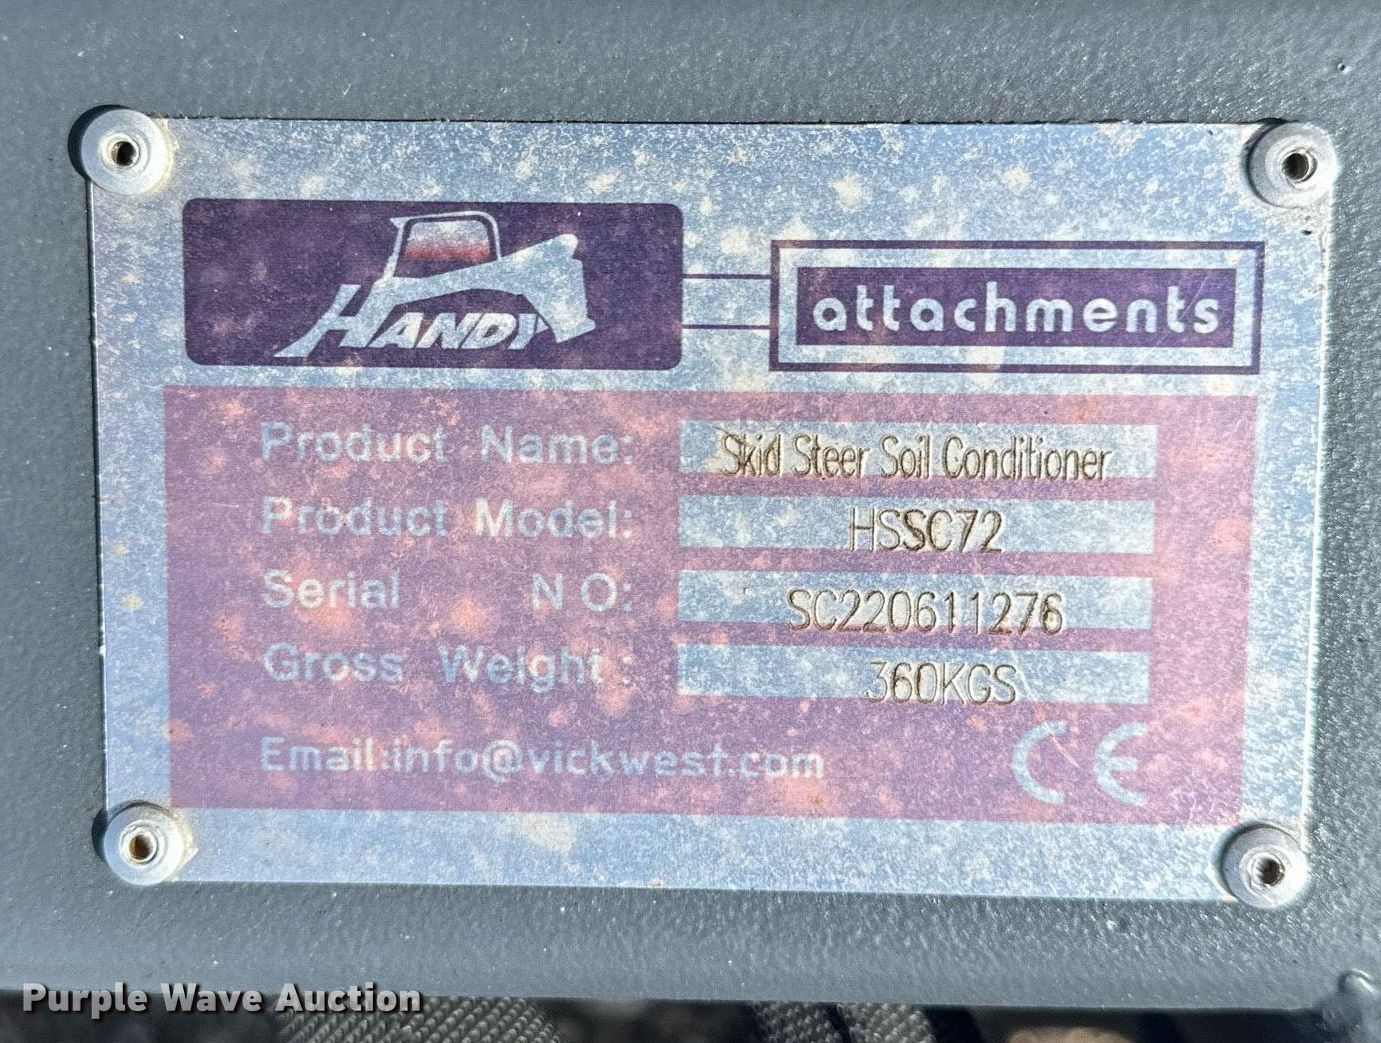 HANDY attachments
Product Name: Skid Steer Soil Conditioner
Product Model: HSSC72
Serial NO: SC220611276
Gross Weight: 360KGS
Email:info@vickwest.com CE
Purple Wave Auction